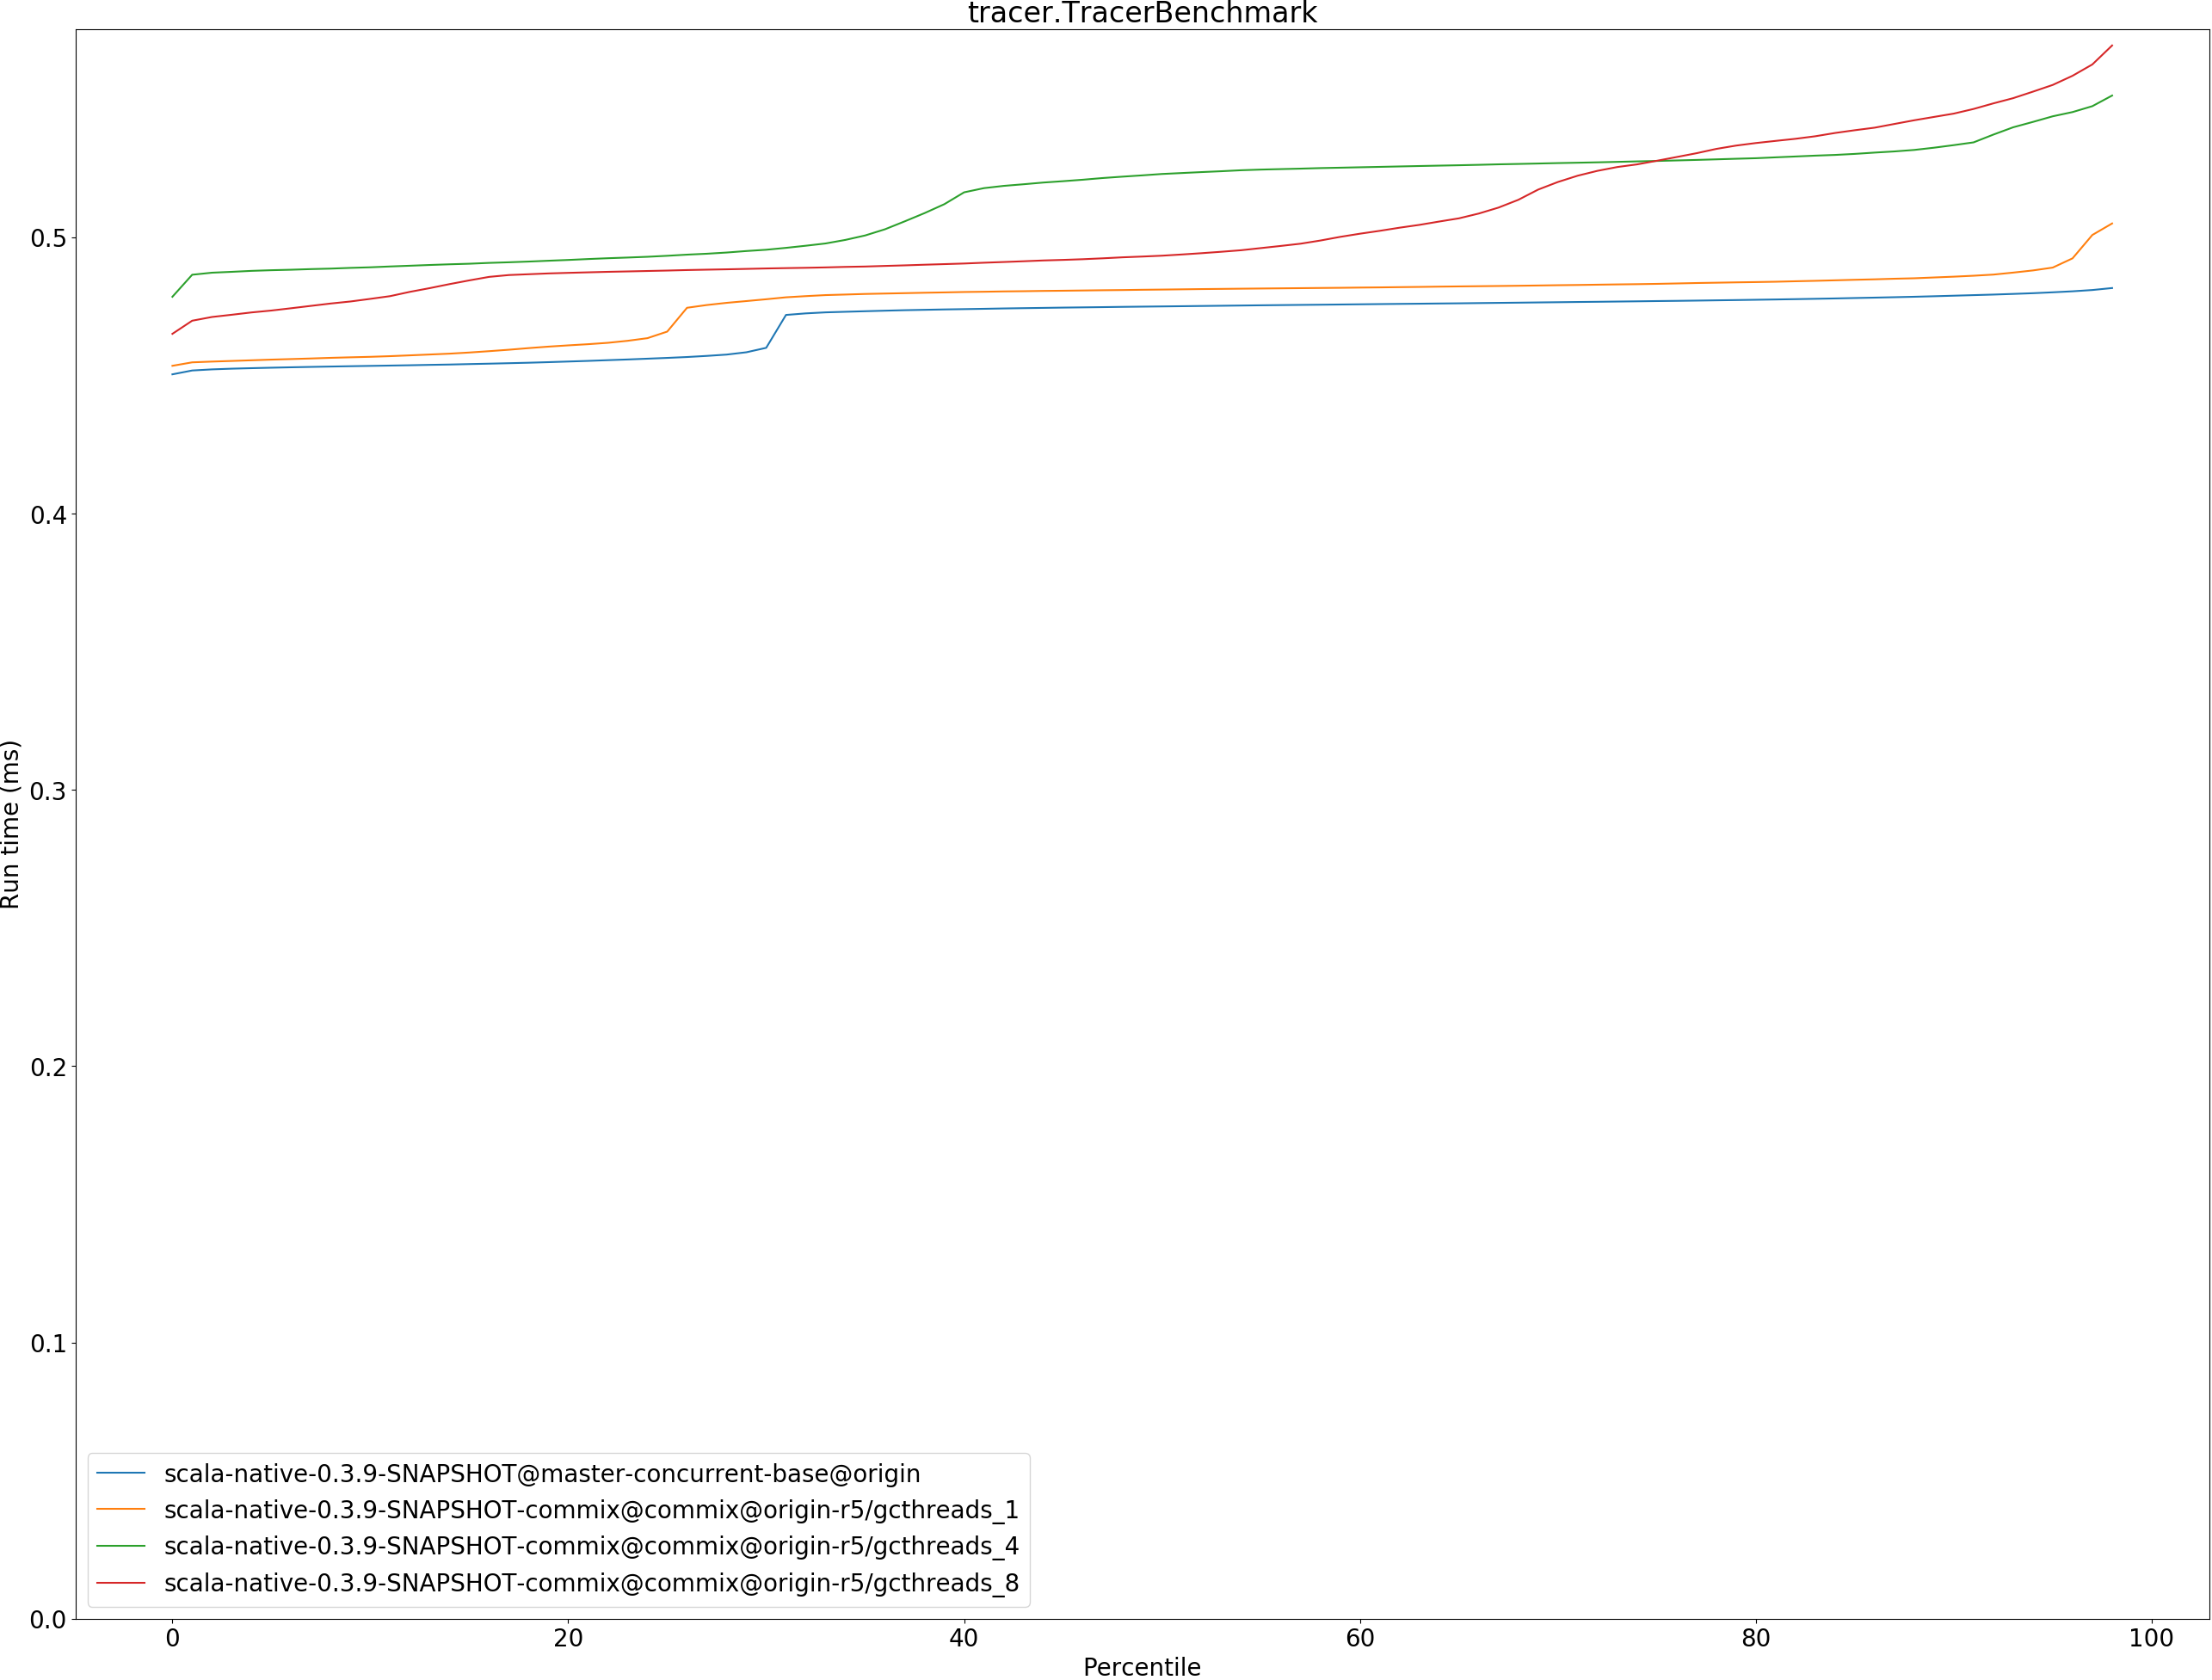 tracer.TracerBenchmark
Run time (ms)
0.5
0.4
0.3
0.2
0.1
0.0
scala-native-0.3.9-SNAPSHOT@master-concurrent-base@origin
scala-native-0.3.9-SNAPSHOT-commix@commix@origin-r5/gcthreads_1
scala-native-0.3.9-SNAPSHOT-commix@commix@origin-r5/gcthreads_4
scala-native-0.3.9-SNAPSHOT-commix@commix@origin-r5/gcthreads_8
0 20 40 60 80 100
Percentile